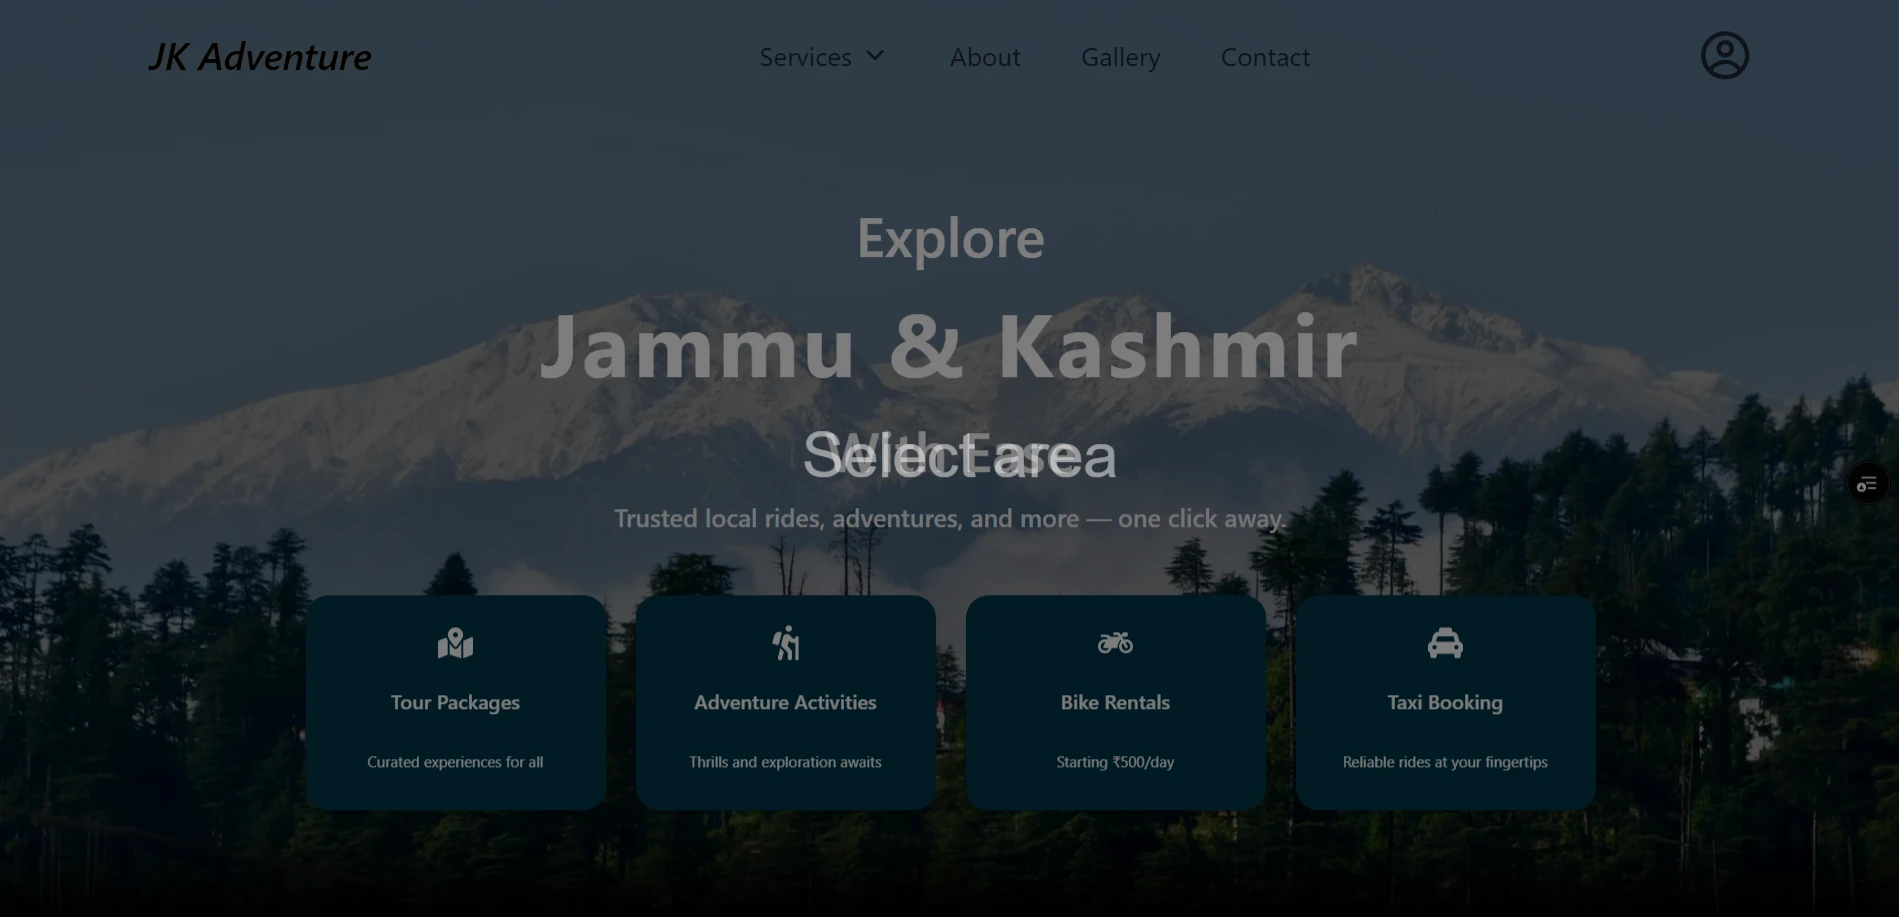 JK Adventure
Services
About
Gallery
Contact
Explore
Jammu & Kashmir
With Ease
Select area
Trusted local rides, adventures, and more — one click away.
Tour Packages
Curated experiences for all
Adventure Activities
Thrills and exploration awaits
Bike Rentals
Starting ₹500/day
Taxi Booking
Reliable rides at your fingertips